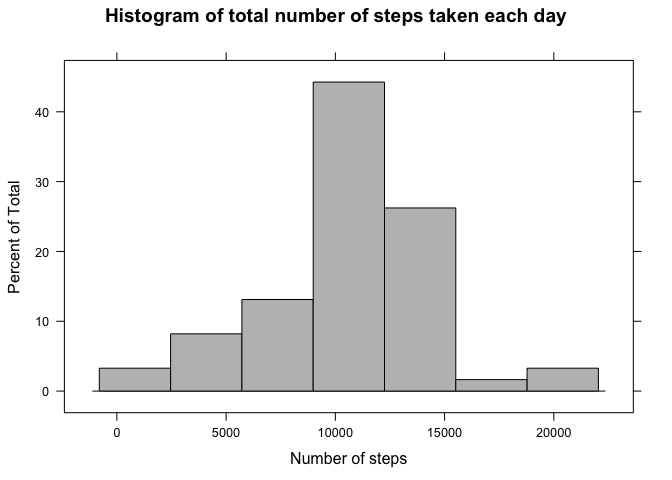 Histogram of total number of steps taken each day
Percent of Total
40
30
20
10
0
0 5000 10000 15000 20000
Number of steps